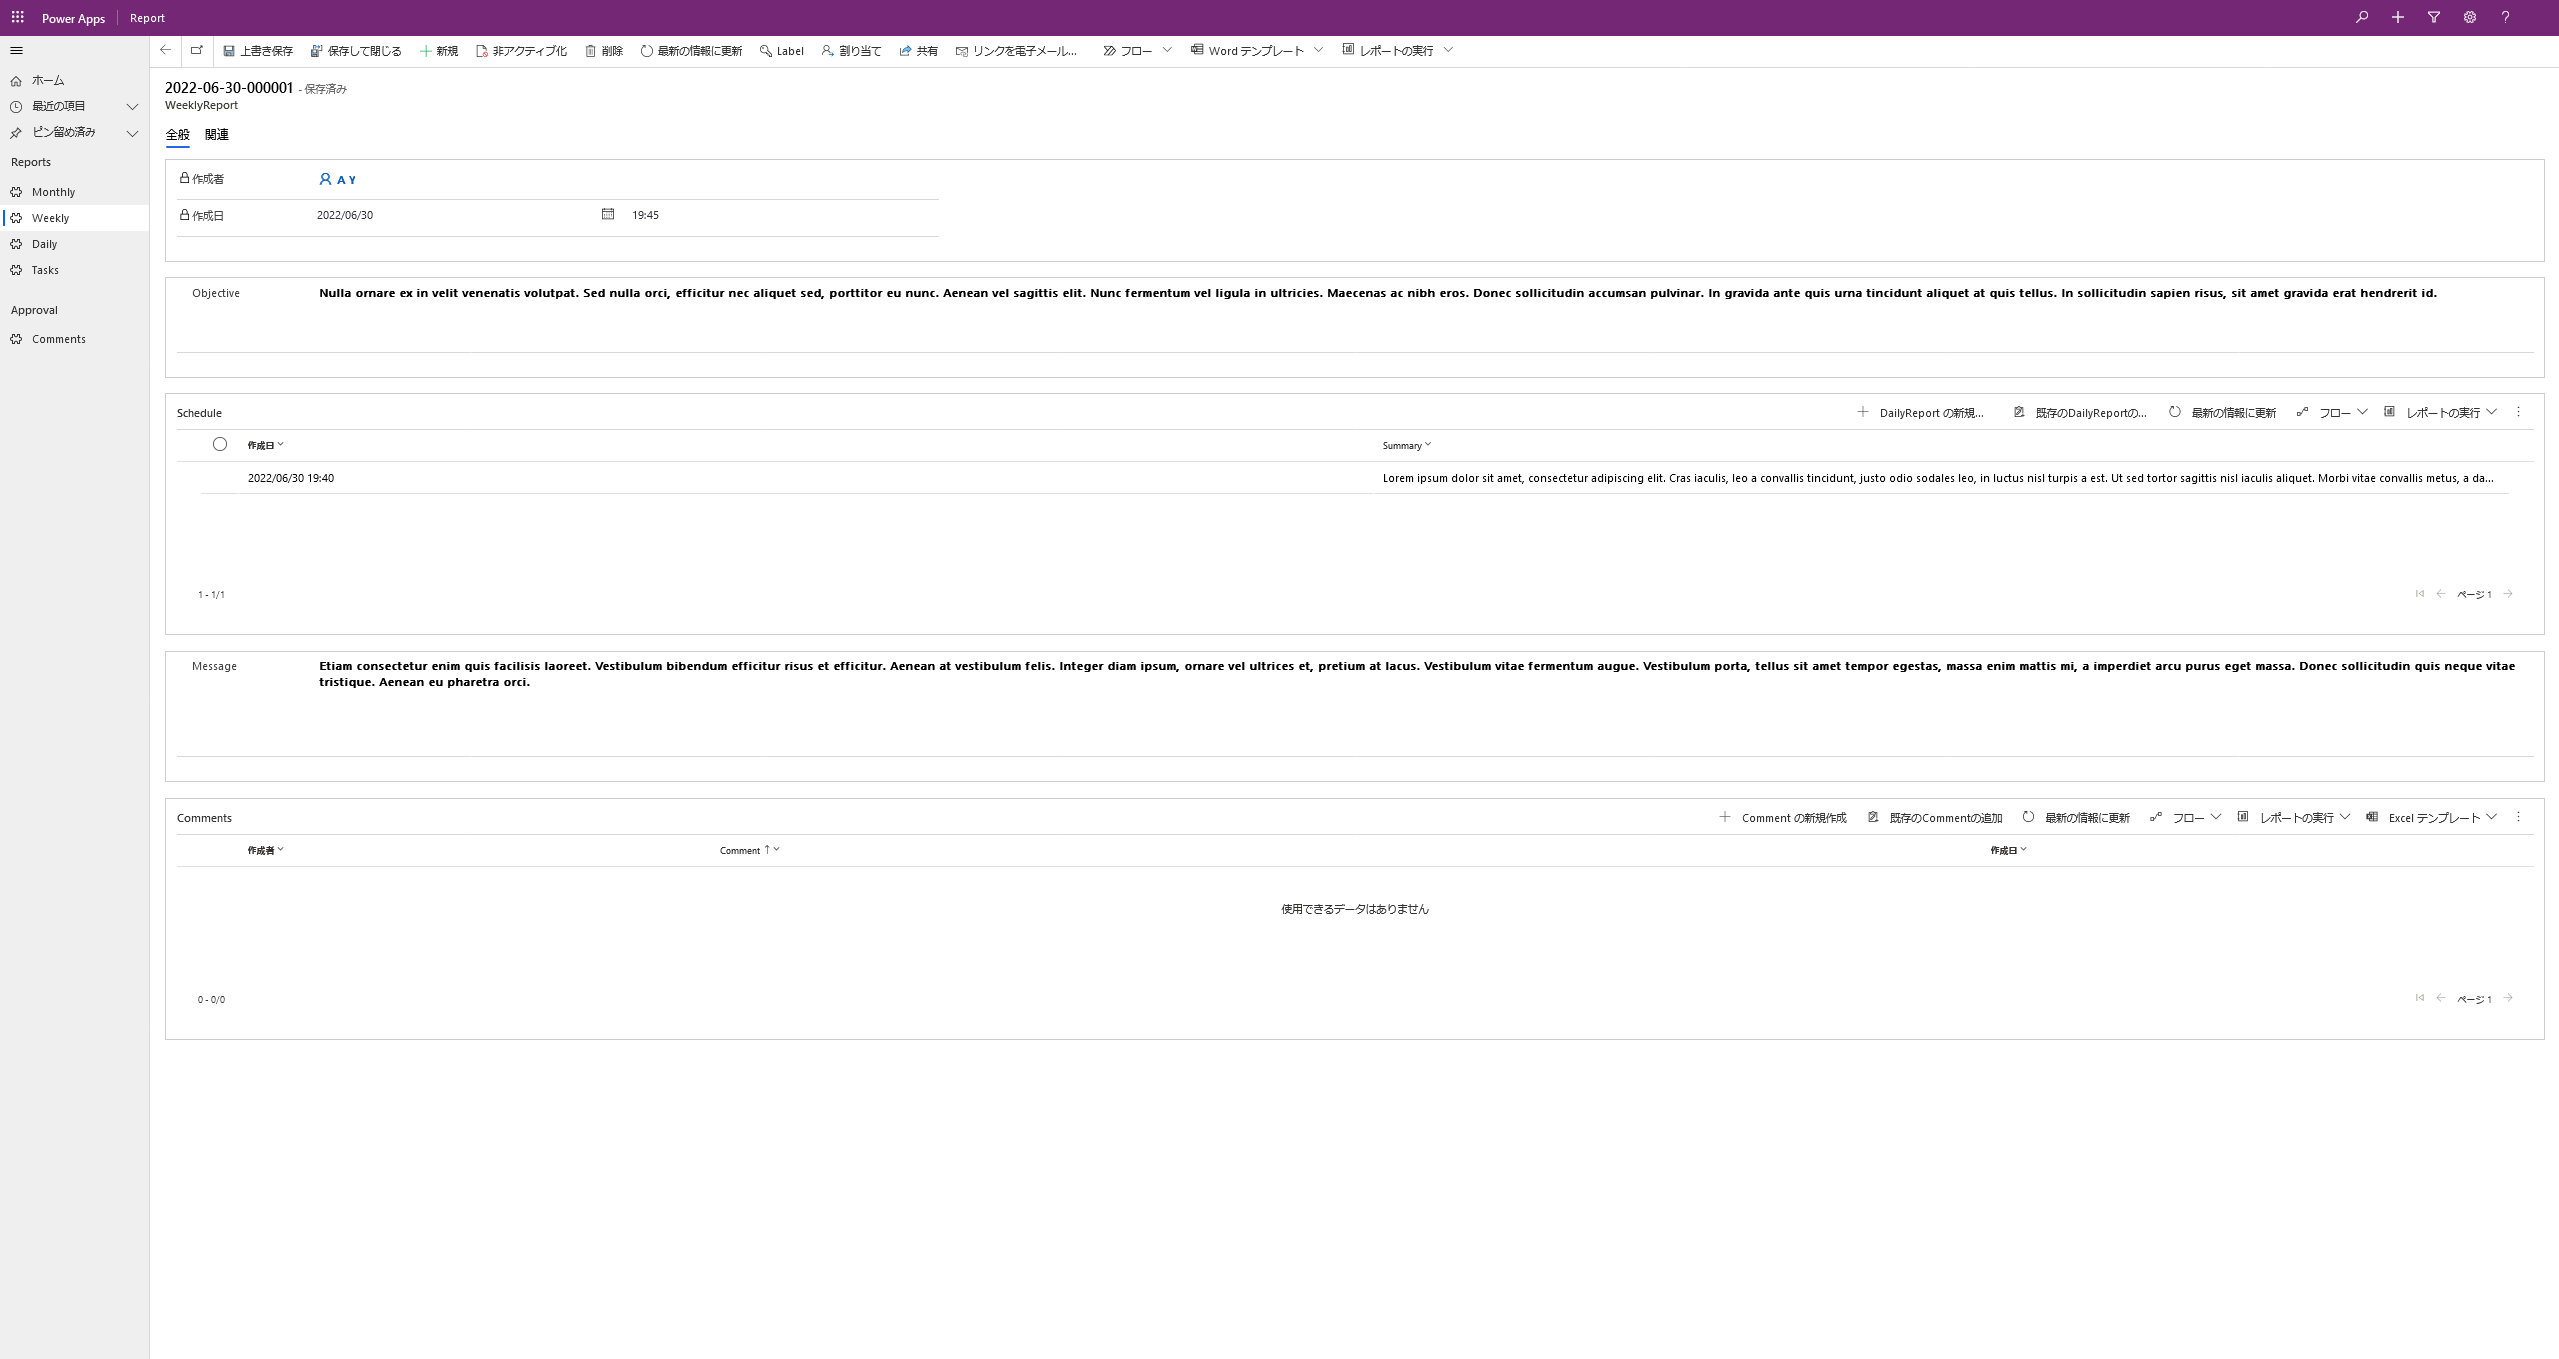 Power Apps Report
上書き保存 保存して閉じる 新規 非アクティブ化 削除 最新の情報に更新 Label 割り当て 共有 リンクを電子メール... フロー Word テンプレート レポートの実行
ホーム
最近の項目
ピン留め済み
Reports
Monthly
Weekly
Daily
Tasks
Approval
Comments
2022-06-30-000001 - 保存済み
WeeklyReport
全般 関連
作成者 A Y
作成日 2022/06/30 19:45
Objective Nulla ornare ex in velit venenatis volutpat. Sed nulla orci, efficitur nec aliquet sed, porttitor eu nunc. Aenean vel sagittis elit. Nunc fermentum vel ligula in ultricies. Maecenas ac nibh eros. Donec sollicitudin accumsan pulvinar. In gravida ante quis urna tincidunt aliquet at quis tellus. In sollicitudin sapien risus, sit amet gravida erat hendrerit id.
Schedule DailyReport の新規... 既存のDailyReportの... 最新の情報に更新 フロー レポートの実行
作成日 Summary
2022/06/30 19:40 Lorem ipsum dolor sit amet, consectetur adipiscing elit. Cras iaculis, leo a convallis tincidunt, justo odio sodales leo, in luctus nisl turpis a est. Ut sed tortor sagittis nisl iaculis aliquet. Morbi vitae convallis metus, a da...
1 - 1/1 ページ 1
Message Etiam consectetur enim quis facilisis laoreet. Vestibulum bibendum efficitur risus et efficitur. Aenean at vestibulum felis. Integer diam ipsum, ornare vel ultrices et, pretium at lacus. Vestibulum vitae fermentum augue. Vestibulum porta, tellus sit amet tempor egestas, massa enim mattis mi, a imperdiet arcu purus eget massa. Donec sollicitudin quis neque vitae
tristique. Aenean eu pharetra orci.
Comments Comment の新規作成 既存のCommentの追加 最新の情報に更新 フロー レポートの実行 Excel テンプレート
作成者 Comment ↑ 作成日
使用できるデータはありません
0 - 0/0 ページ 1